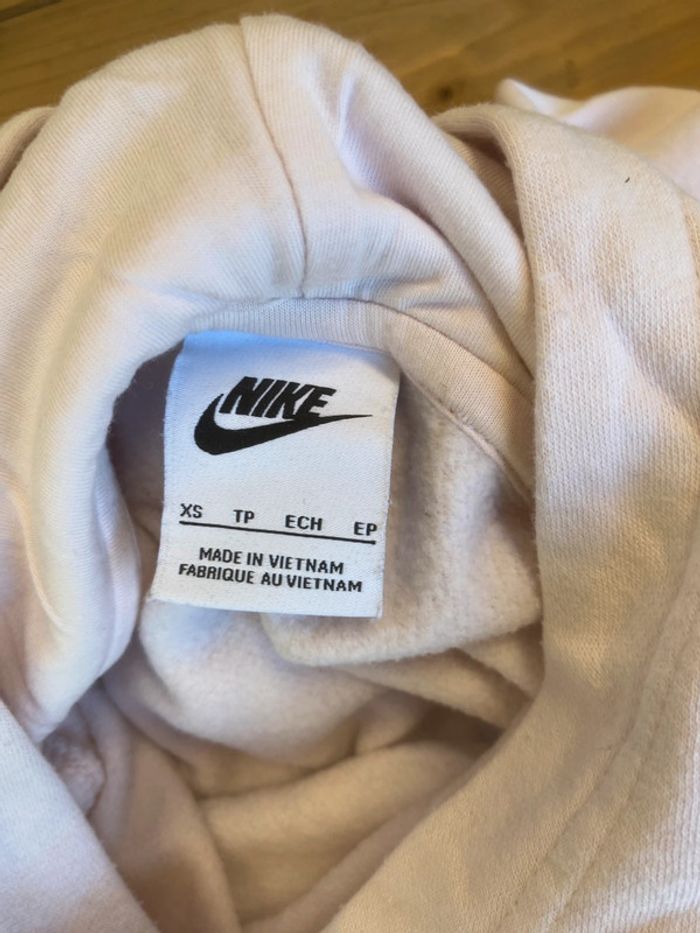 NIKE
XS TP ECH EP
MADE IN VIETNAM
FABRIQUE AU VIETNAM